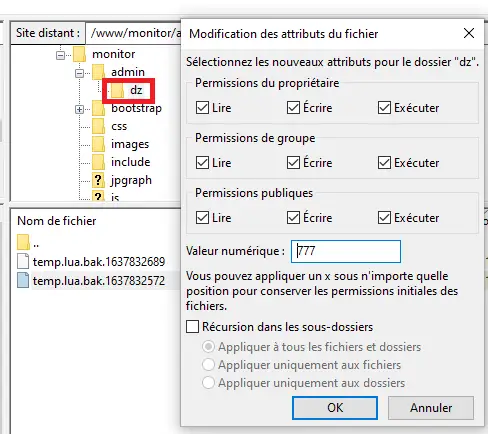 Site distant :
/www/monitor/a
monitor
admin
dz
bootstrap
css
images
include
jpgraph
js
Nom de fichier
..
temp.lua.bak.1637832689
temp.lua.bak.1637832572
Modification des attributs du fichier
Sélectionnez les nouveaux attributs pour le dossier "dz".
Permissions du propriétaire
Lire Écrire Exécuter
Permissions de groupe
Lire Écrire Exécuter
Permissions publiques
Lire Écrire Exécuter
Valeur numérique : 777
Vous pouvez appliquer un x sous n'importe quelle
position pour conserver les permissions initiales des
fichiers.
Récursion dans les sous-dossiers
Appliquer à tous les fichiers et dossiers
Appliquer uniquement aux fichiers
Appliquer uniquement aux dossiers
OK Annuler